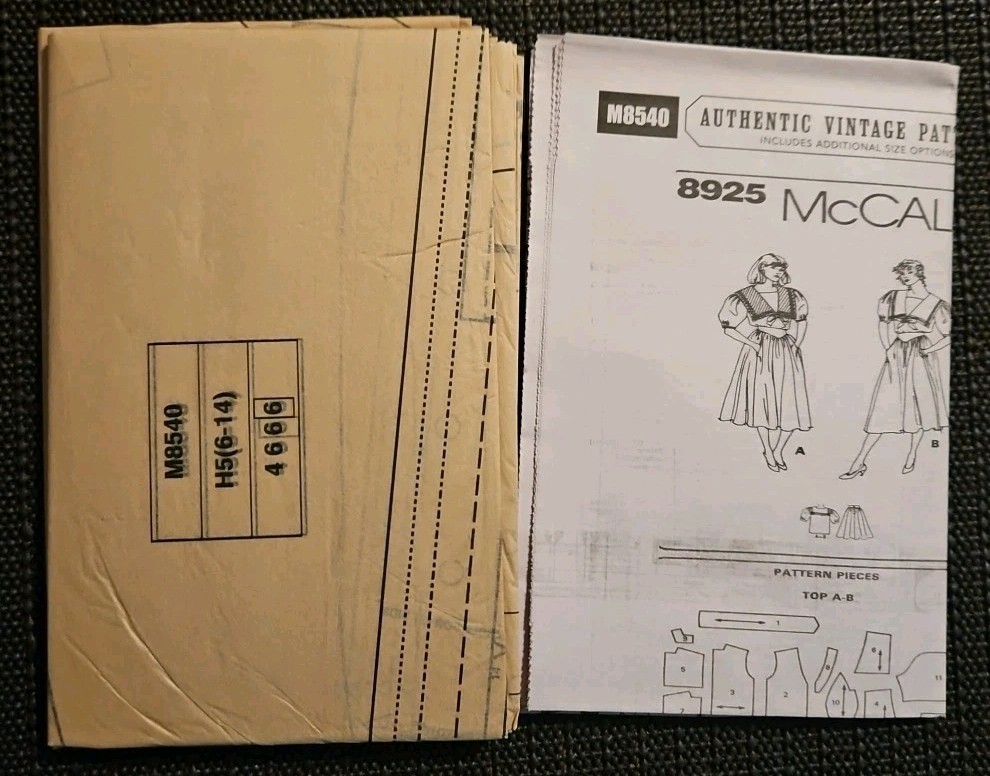 M8540
H5(6-14)
4 6 6 6
M8540
AUTHENTIC VINTAGE PAT
INCLUDES ADDITIONAL SIZE OPTIONS
8925 McCAL
A
B
PATTERN PIECES
TOP A-B
1
9
5
3
2
8
6
11
10
4
7